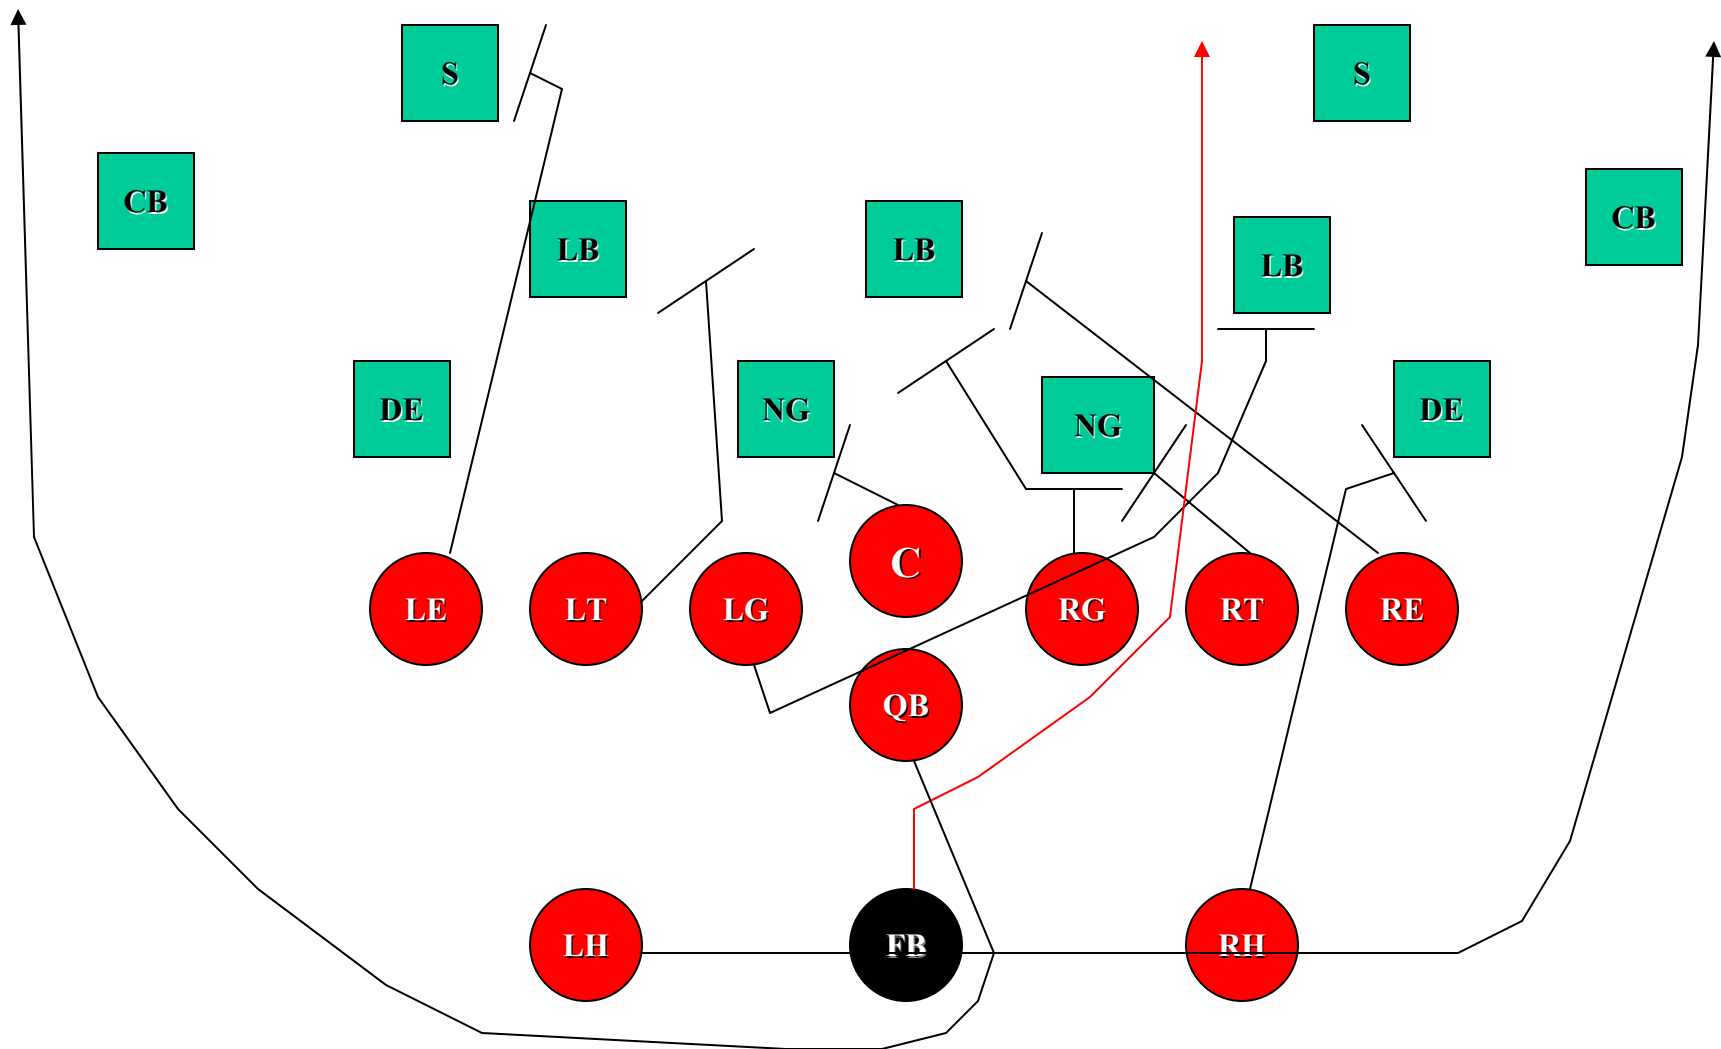 S
S
CB
CB
LB
LB
LB
DE
NG
NG
DE
C
LE
LT
LG
RG
RT
RE
QB
LH
FB
RH